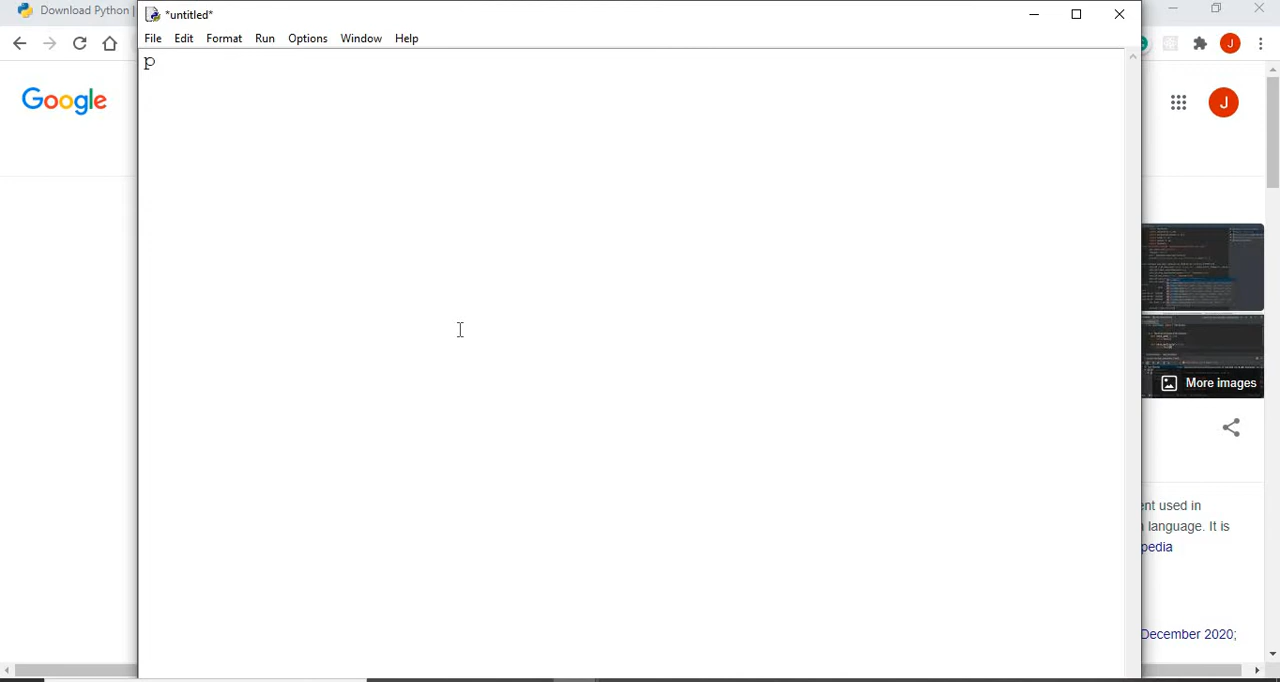 Download Python |
*untitled*
File Edit Format Run Options Window Help
J
p
Google
J
More images
ent used in
language. It is
pedia
December 2020;